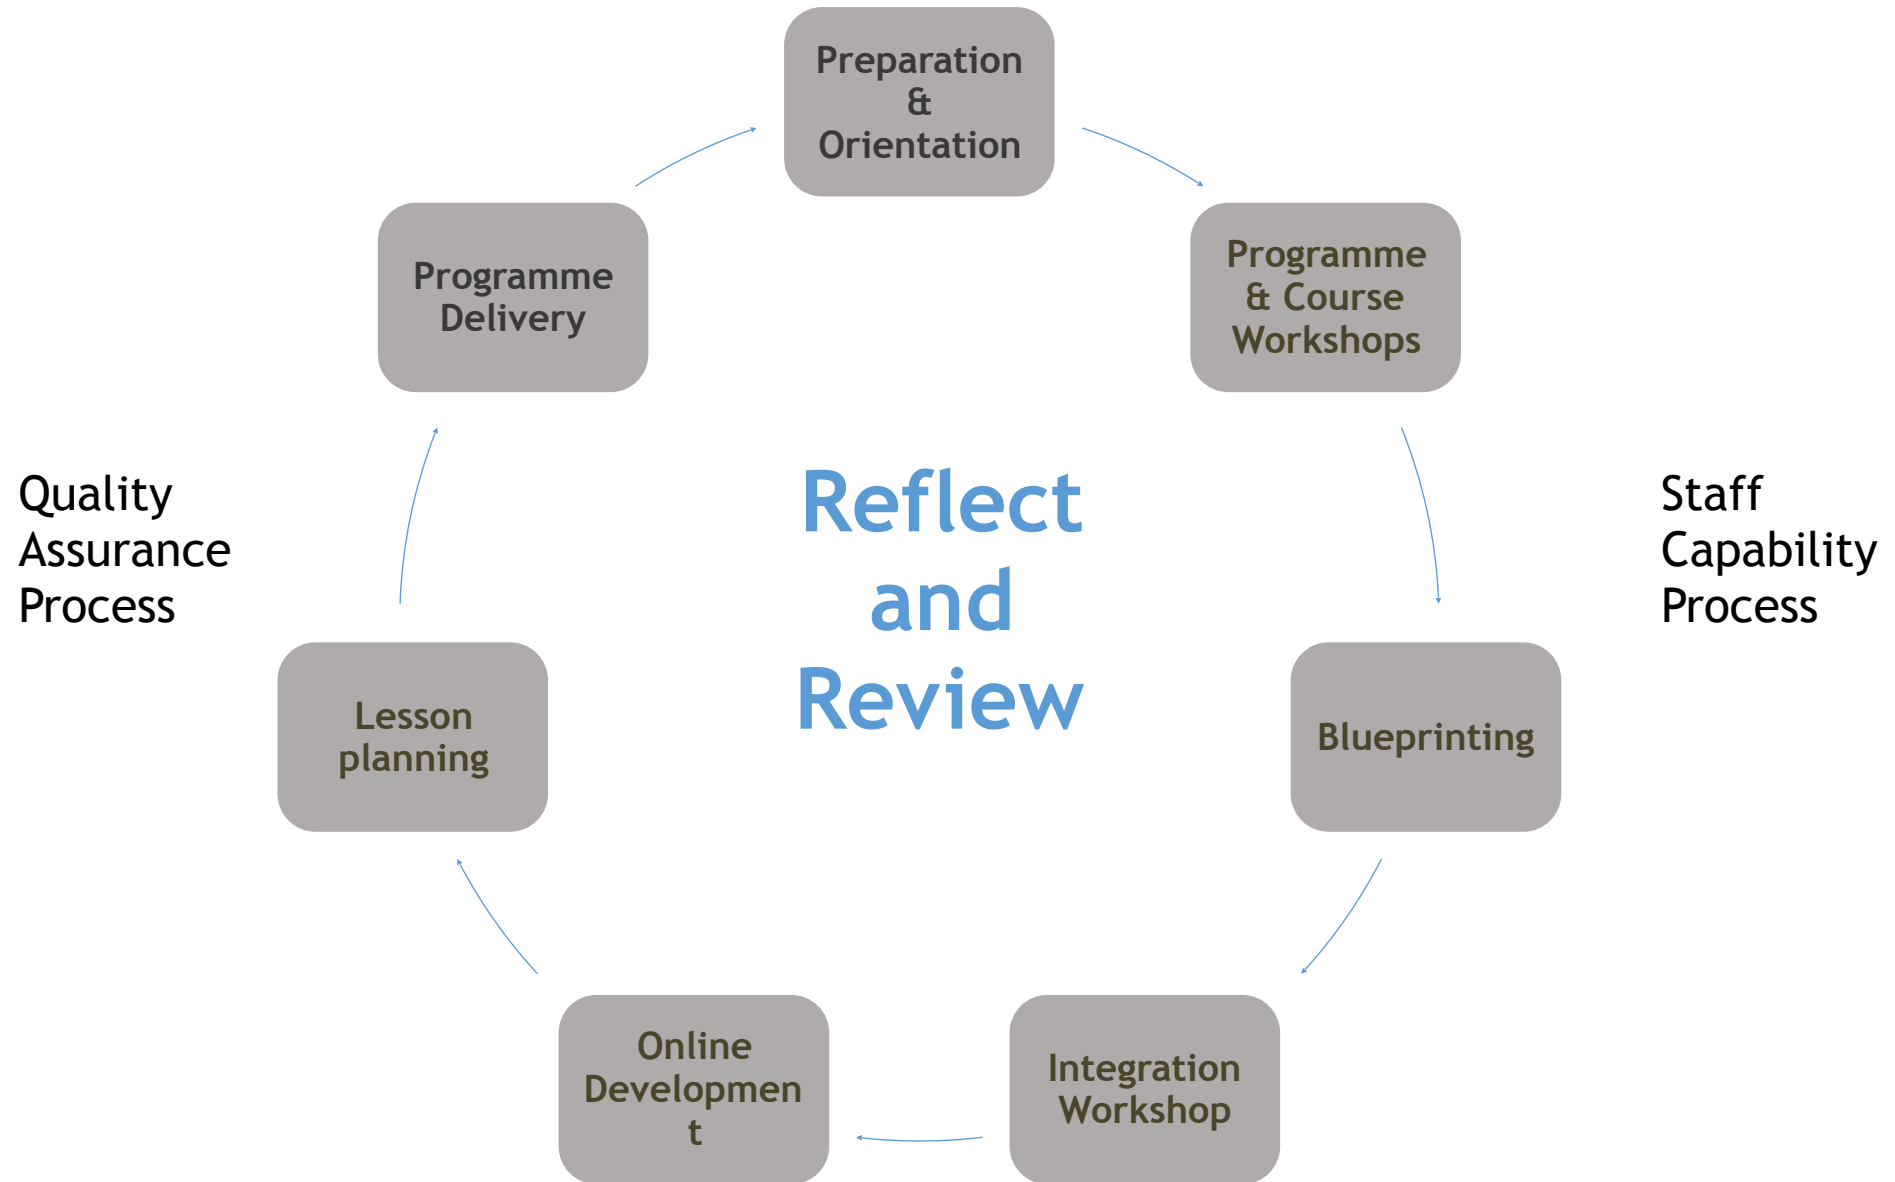 Preparation
&
Orientation
Programme
& Course
Workshops
Blueprinting
Integration
Workshop
Online
Developmen
t
Lesson
planning
Programme
Delivery
Reflect
and
Review
Quality
Assurance
Process
Staff
Capability
Process